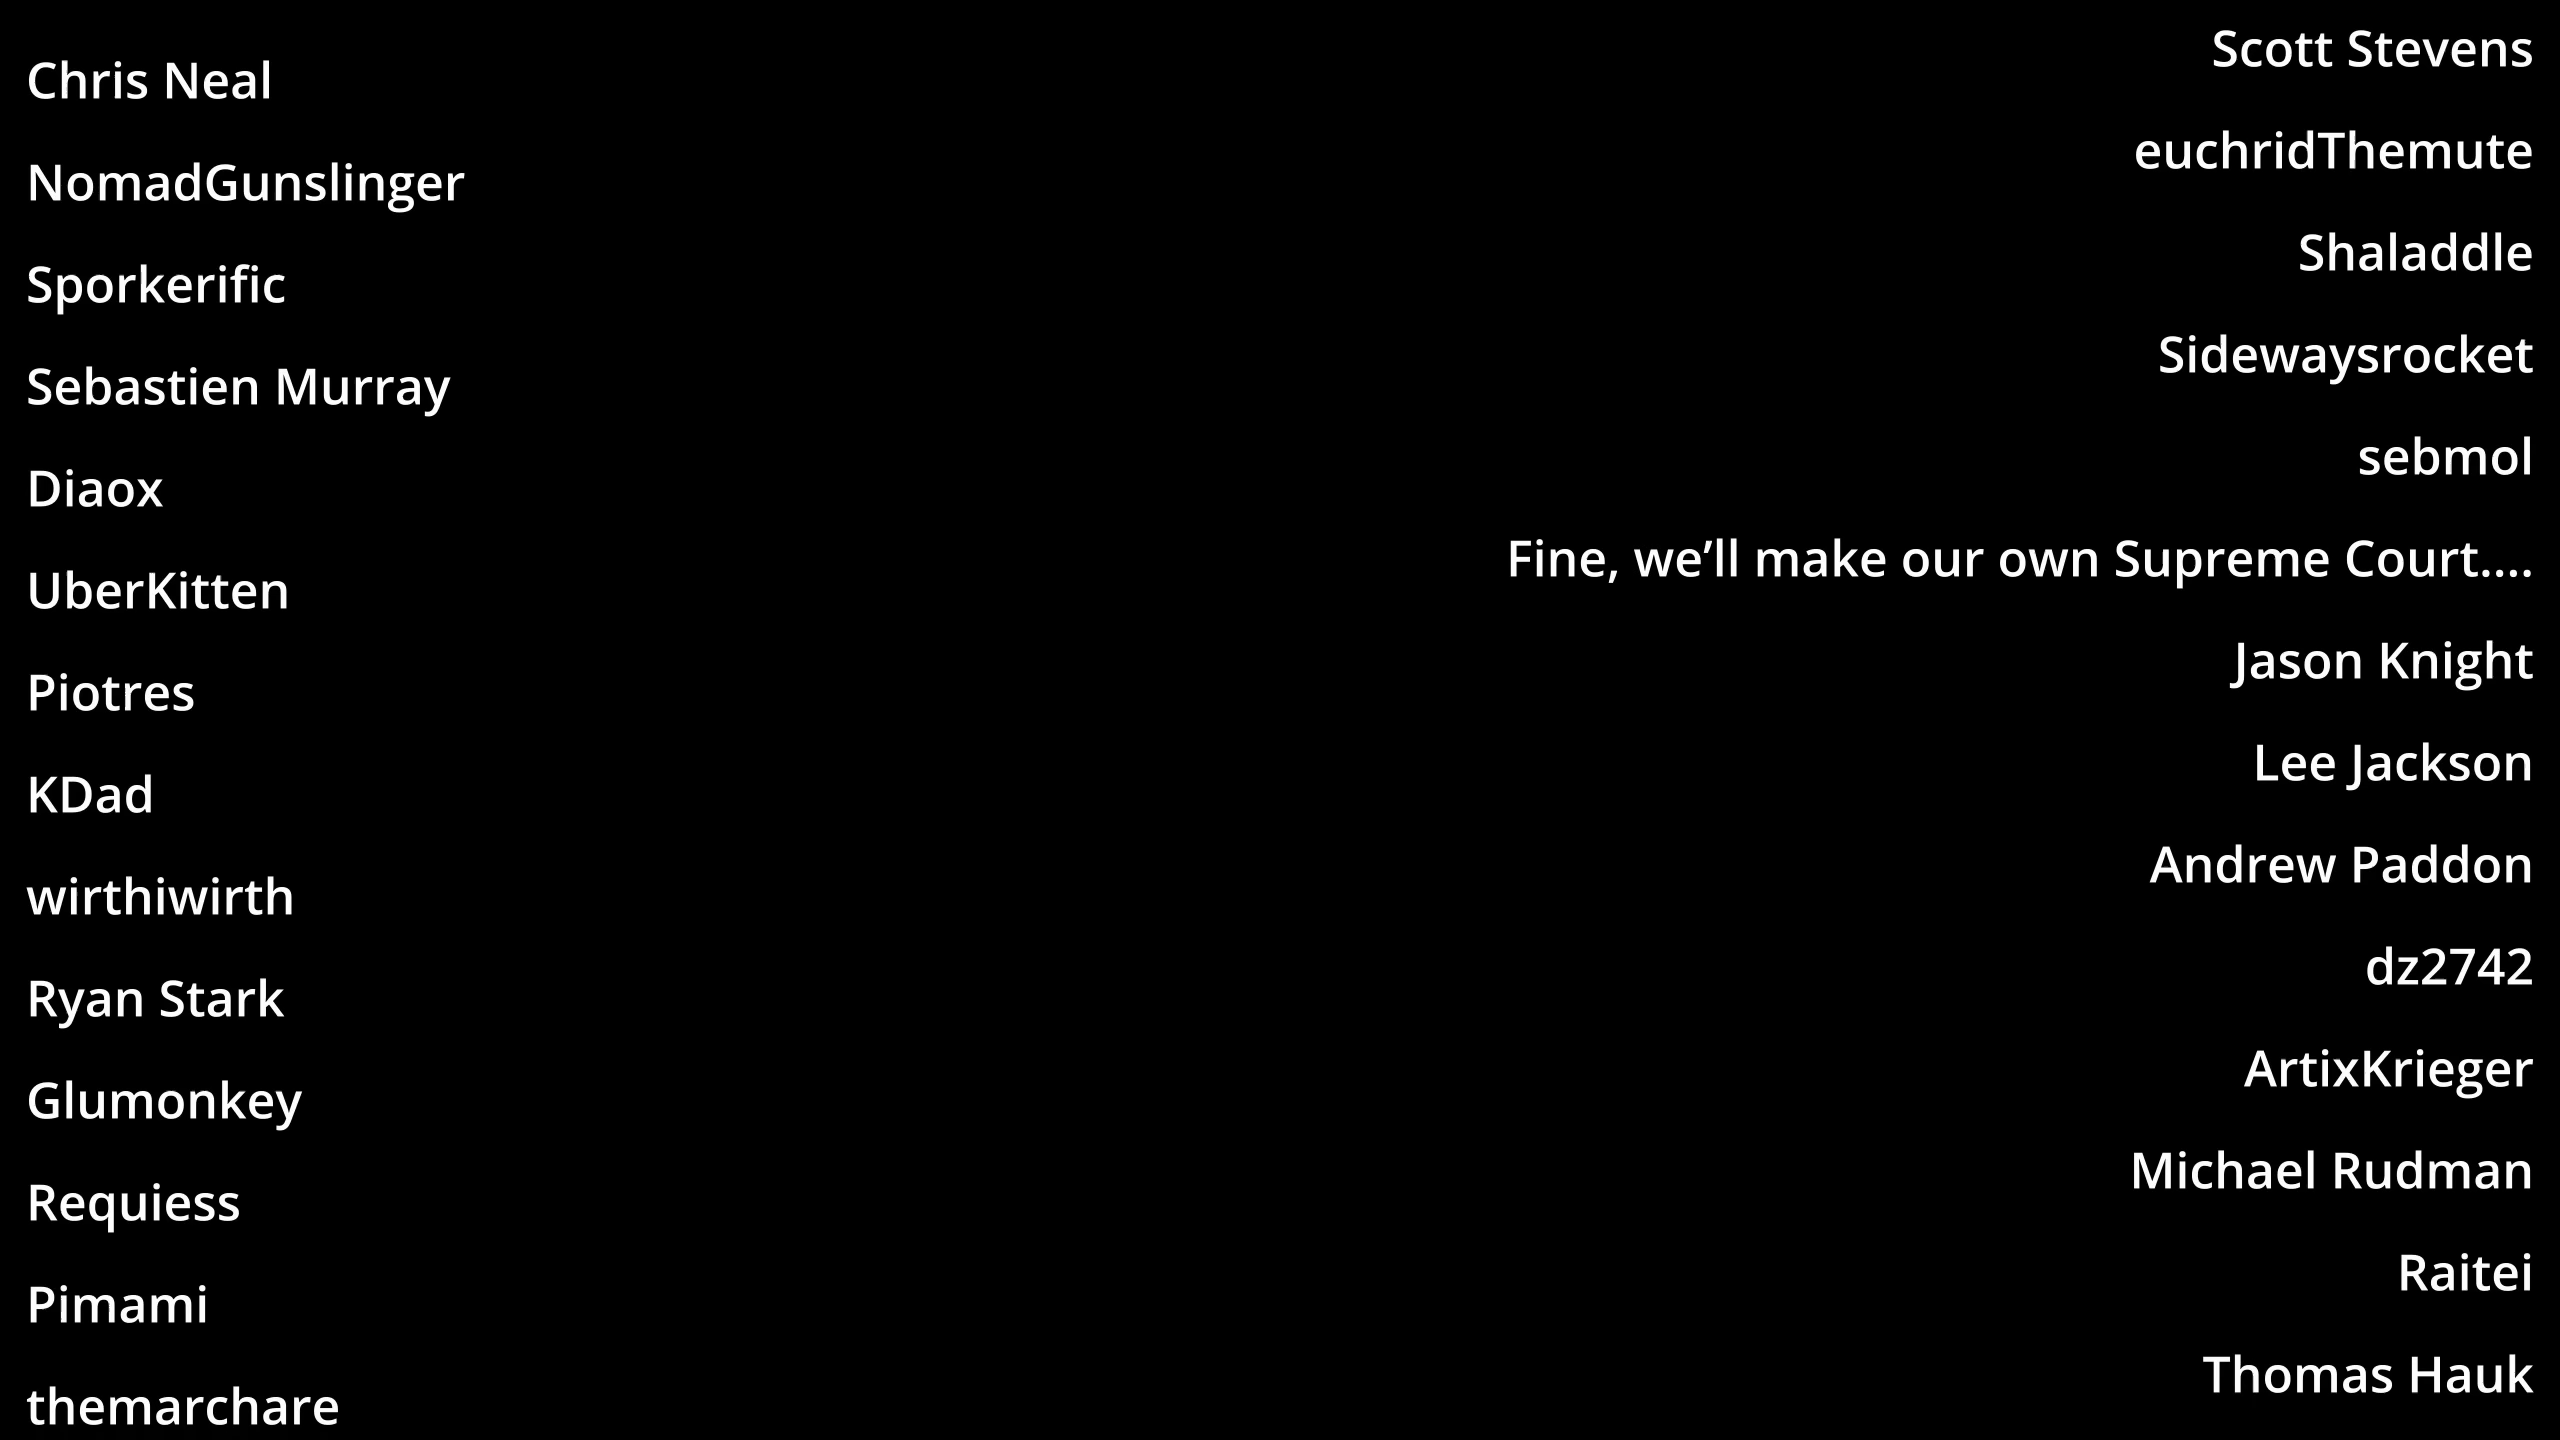 Chris Neal
NomadGunslinger
Sporkerific
Sebastien Murray
Diaox
UberKitten
Piotres
KDad
wirthiwirth
Ryan Stark
Glumonkey
Requiess
Pimami
themarchare
Scott Stevens
euchridThemute
Shaladdle
Sidewaysrocket
sebmol
Fine, we’ll make our own Supreme Court....
Jason Knight
Lee Jackson
Andrew Paddon
dz2742
ArtixKrieger
Michael Rudman
Raitei
Thomas Hauk